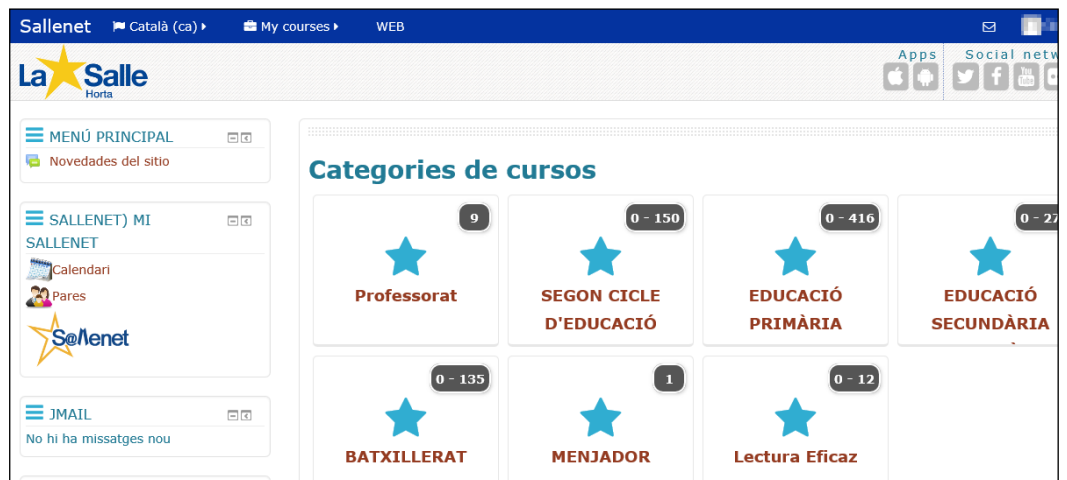 Sallenet Català (ca) My courses WEB
Apps Social netw
La Salle
Horta
MENÚ PRINCIPAL
Novedades del sitio
SALLENET) MI
SALLENET
Calendari
Pares
S@llenet
JMAIL
No hi ha missatges nou
Categories de cursos
9
Professorat
0 - 150
SEGON CICLE
D'EDUCACIÓ
0 - 416
EDUCACIÓ
PRIMÀRIA
0 - 27
EDUCACIÓ
SECUNDÀRIA
0 - 135
BATXILLERAT
1
MENJADOR
0 - 12
Lectura Eficaz